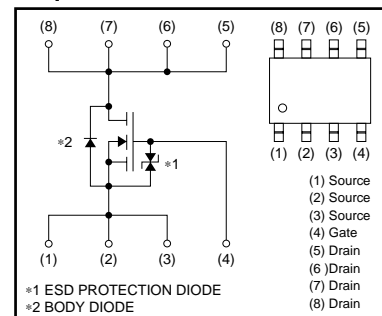 (8) (7) (6) (5)
(8) (7) (6) (5)
∗2
∗1
(1) (2) (3) (4)
(1) Source
(2) Source
(3) Source
(4) Gate
(5) Drain
(6 )Drain
(7) Drain
(8) Drain
(1) (2) (3) (4)
∗1 ESD PROTECTION DIODE
∗2 BODY DIODE